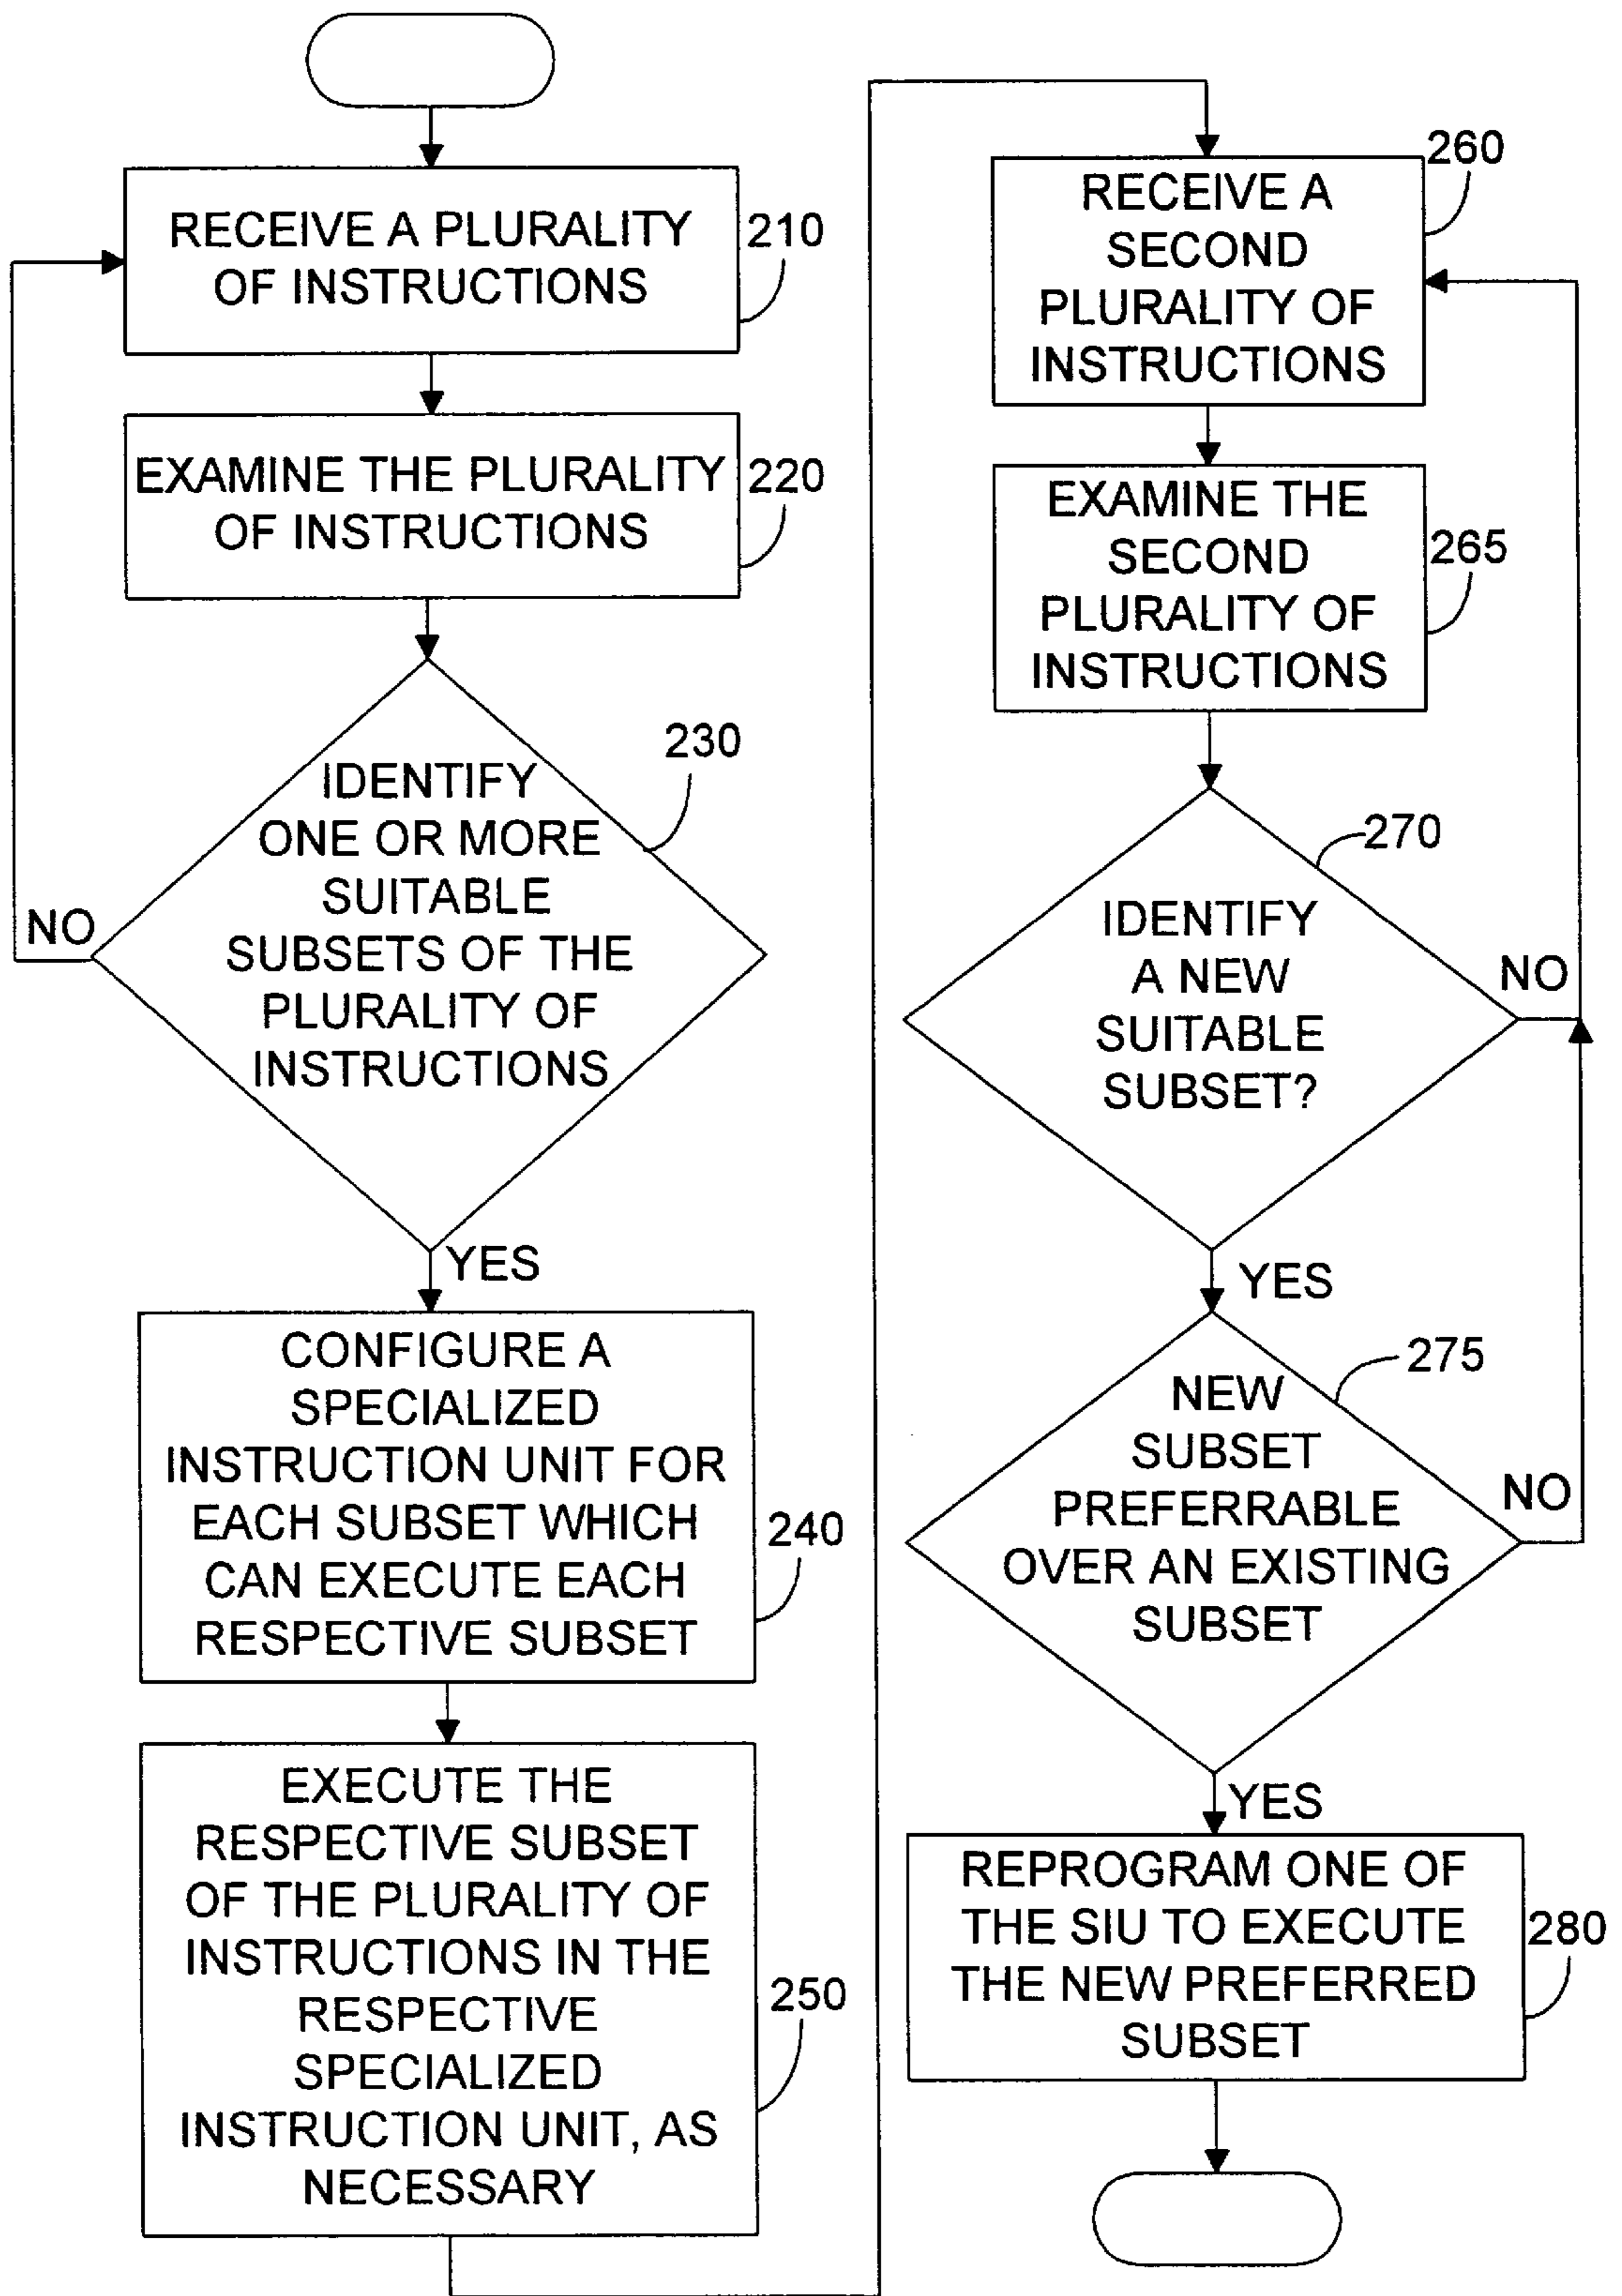 RECEIVE A PLURALITY
OF INSTRUCTIONS
210
EXAMINE THE PLURALITY
OF INSTRUCTIONS
220
IDENTIFY
ONE OR MORE
SUITABLE
SUBSETS OF THE
PLURALITY OF
INSTRUCTIONS
230
NO
YES
CONFIGURE A
SPECIALIZED
INSTRUCTION UNIT FOR
EACH SUBSET WHICH
CAN EXECUTE EACH
RESPECTIVE SUBSET
240
EXECUTE THE
RESPECTIVE SUBSET
OF THE PLURALITY OF
INSTRUCTIONS IN THE
RESPECTIVE
SPECIALIZED
INSTRUCTION UNIT, AS
NECESSARY
250
RECEIVE A
SECOND
PLURALITY OF
INSTRUCTIONS
260
EXAMINE THE
SECOND
PLURALITY OF
INSTRUCTIONS
265
IDENTIFY
A NEW
SUITABLE
SUBSET?
270
NO
YES
NEW
SUBSET
PREFERRABLE
OVER AN EXISTING
SUBSET
275
NO
YES
REPROGRAM ONE OF
THE SIU TO EXECUTE
THE NEW PREFERRED
SUBSET
280